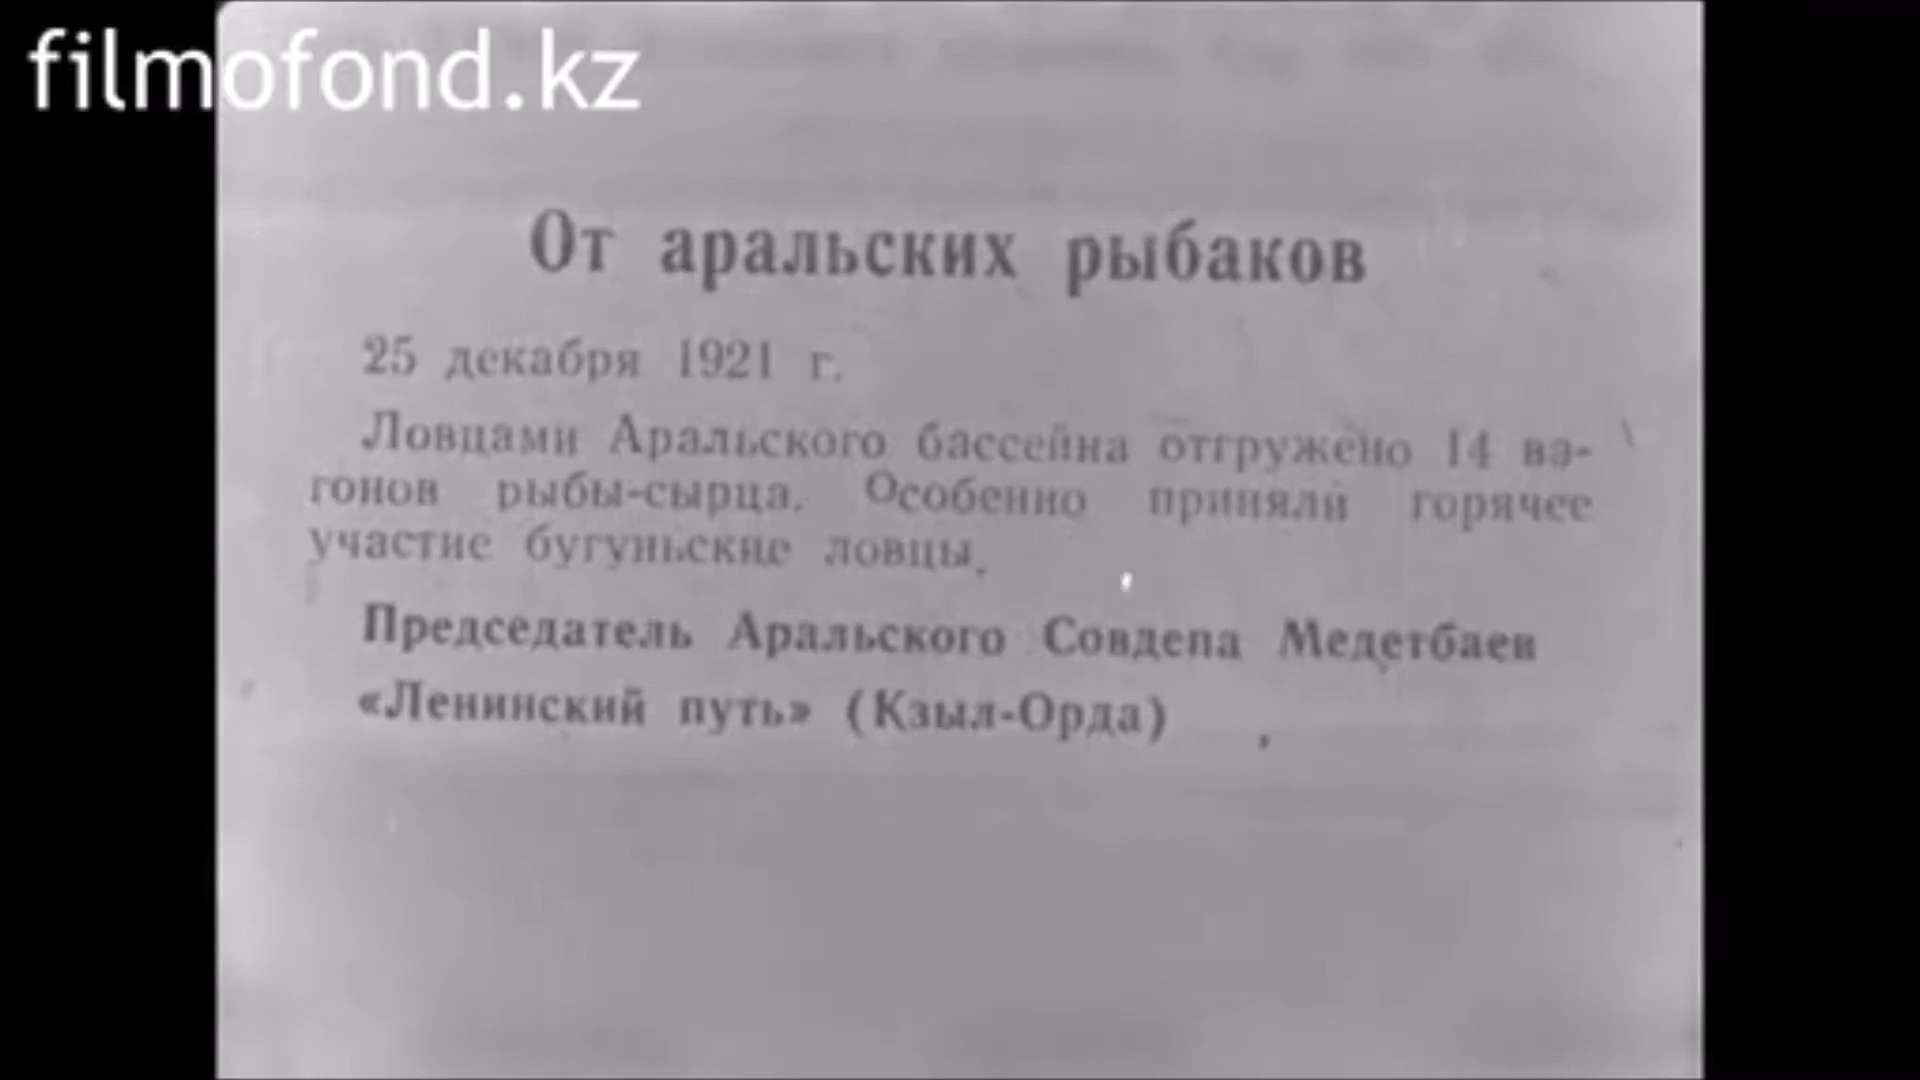 filmofond.kz
От аральских рыбаков
25 декабря 1921 г.
Ловцами Аральского бассейна отгружено 14 ва-
гонов рыбы-сырца. Особенно приняли горячее
участие бугуньские ловцы.
Председатель Аральского Совдепа Медетбаев
«Ленинский путь» (Кзыл-Орда)